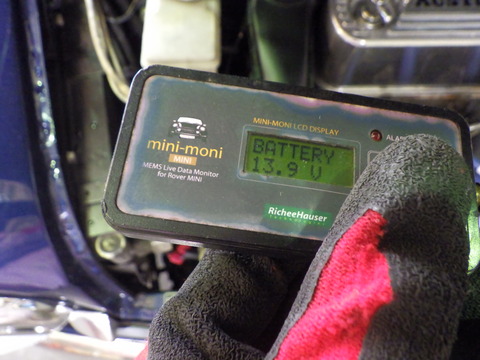 mini-moni
MINI
MEMS Live Data Monitor
for Rover MINI
MINI-MONI LCD DISPLAY
BATTERY
13.9 V
RicheeHauser